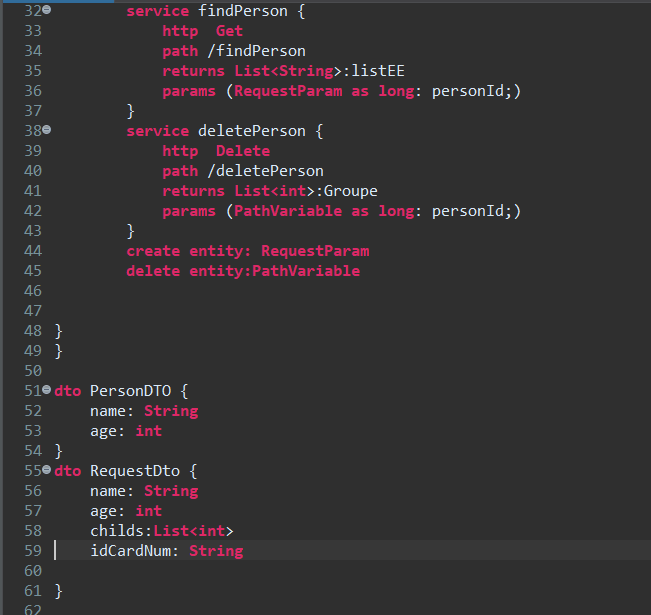 32 service findPerson {
33 http  Get
34 path /findPerson
35 returns List<String>:listEE
36 params (RequestParam as long: personId;)
37 }
38 service deletePerson {
39 http  Delete
40 path /deletePerson
41 returns List<int>:Groupe
42 params (PathVariable as long: personId;)
43 }
44 create entity: RequestParam
45 delete entity:PathVariable
46
47
48 }
49 }
50
51 dto PersonDTO {
52 name: String
53 age: int
54 }
55 dto RequestDto {
56 name: String
57 age: int
58 childs:List<int>
59 idCardNum: String
60
61 }
62